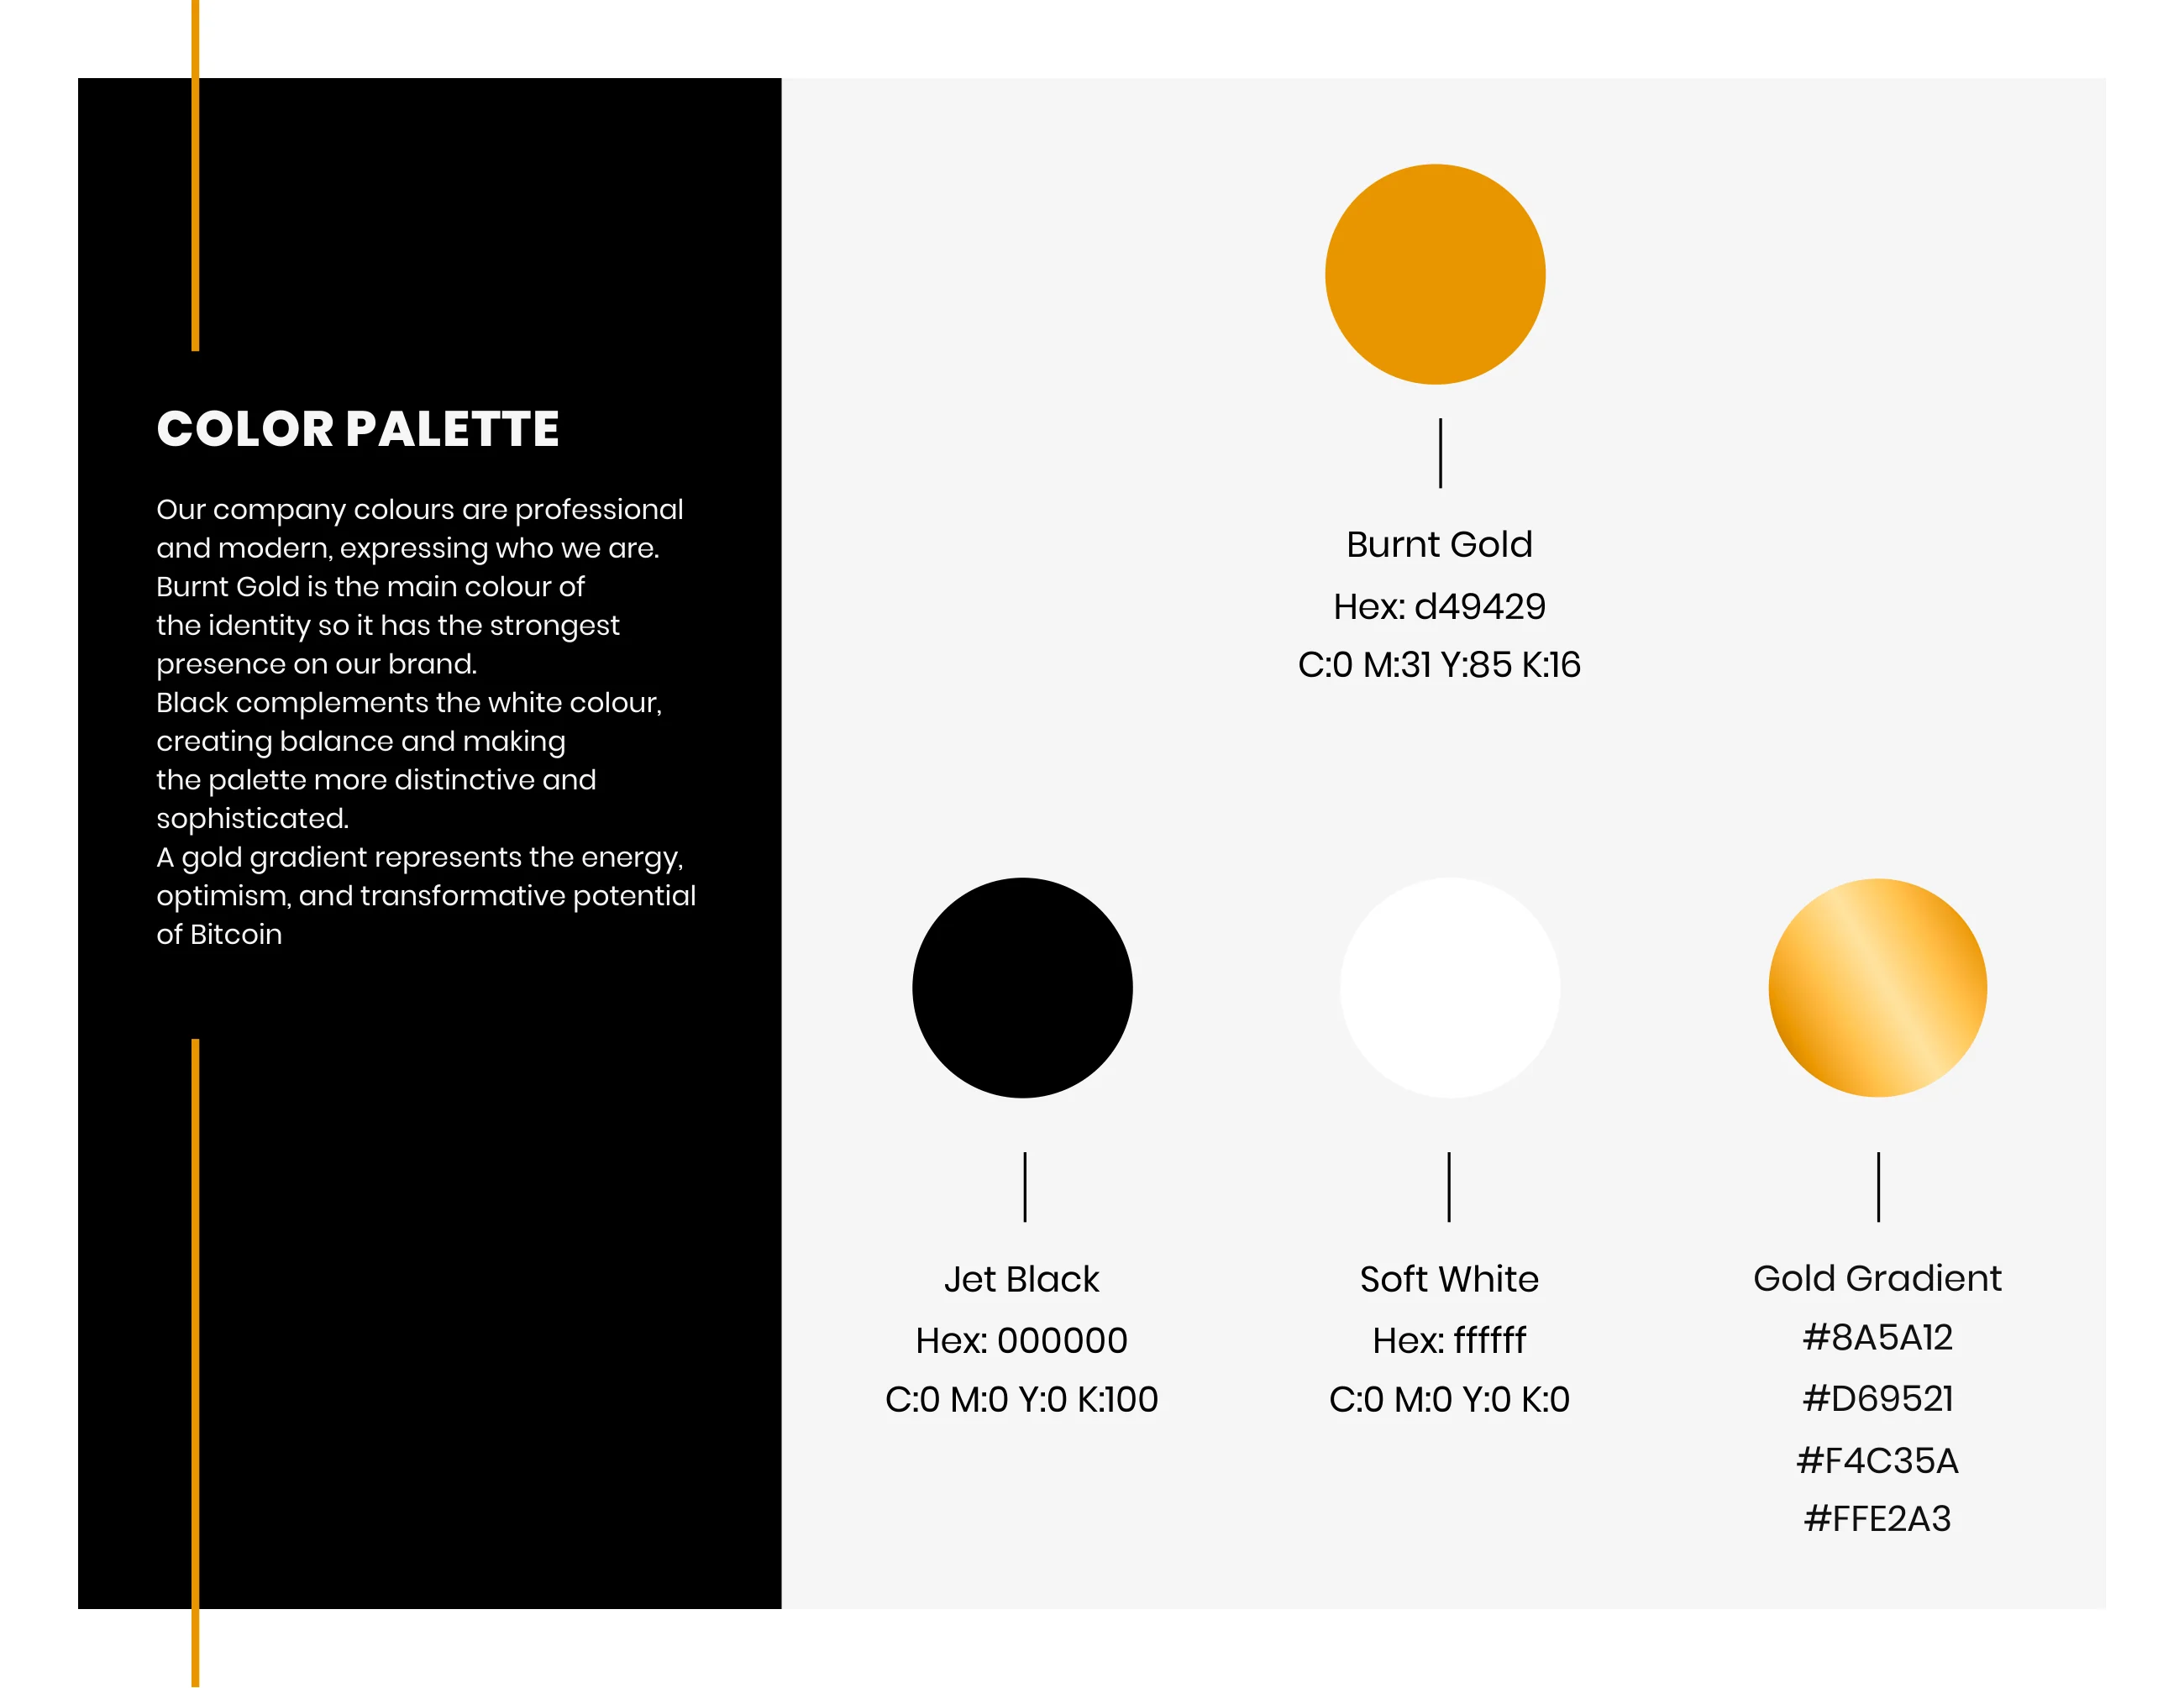 COLOR PALETTE
Our company colours are professional
and modern, expressing who we are.
Burnt Gold is the main colour of
the identity so it has the strongest
presence on our brand.
Black complements the white colour,
creating balance and making
the palette more distinctive and
sophisticated.
A gold gradient represents the energy,
optimism, and transformative potential
of Bitcoin
Burnt Gold
Hex: d49429
C:0 M:31 Y:85 K:16
Jet Black
Hex: 000000
C:0 M:0 Y:0 K:100
Soft White
Hex: ffffff
C:0 M:0 Y:0 K:0
Gold Gradient
#8A5A12
#D69521
#F4C35A
#FFE2A3